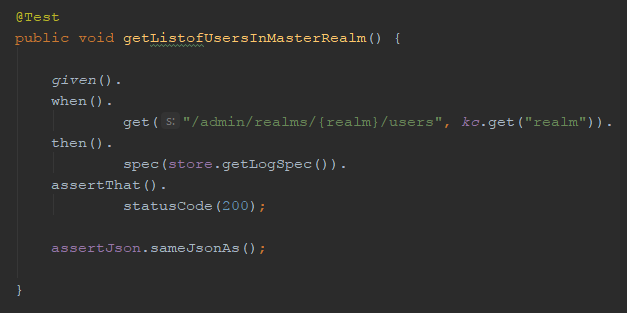 @Test
public void getListofUsersInMasterRealm() {
given().
when().
get( s: "/admin/realms/{realm}/users", kc.get("realm")).
then().
spec(store.getLogSpec()).
assertThat().
statusCode(200);
assertJson.sameJsonAs();
}